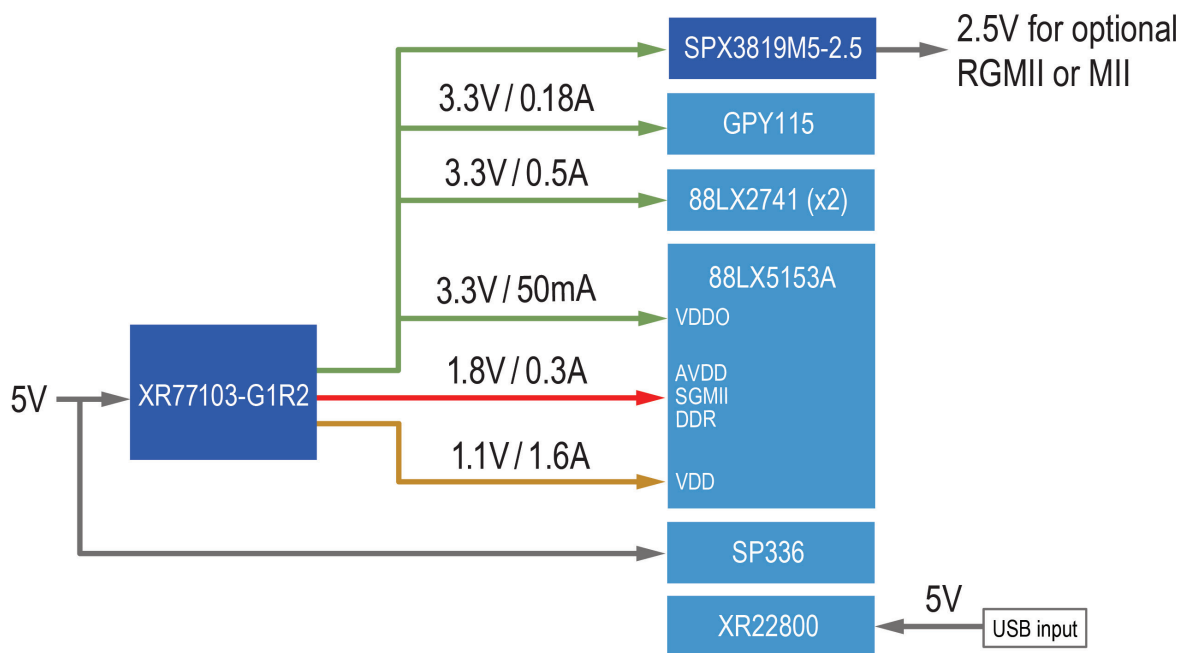 SPX3819M5-2.5
2.5V for optional
RGMII or MII
3.3V / 0.18A
GPY115
3.3V / 0.5A
88LX2741 (x2)
88LX5153A
3.3V / 50mA
VDDO
5V
XR77103-G1R2
1.8V / 0.3A
AVDD
SGMII
DDR
1.1V / 1.6A
VDD
SP336
XR22800
5V
USB input